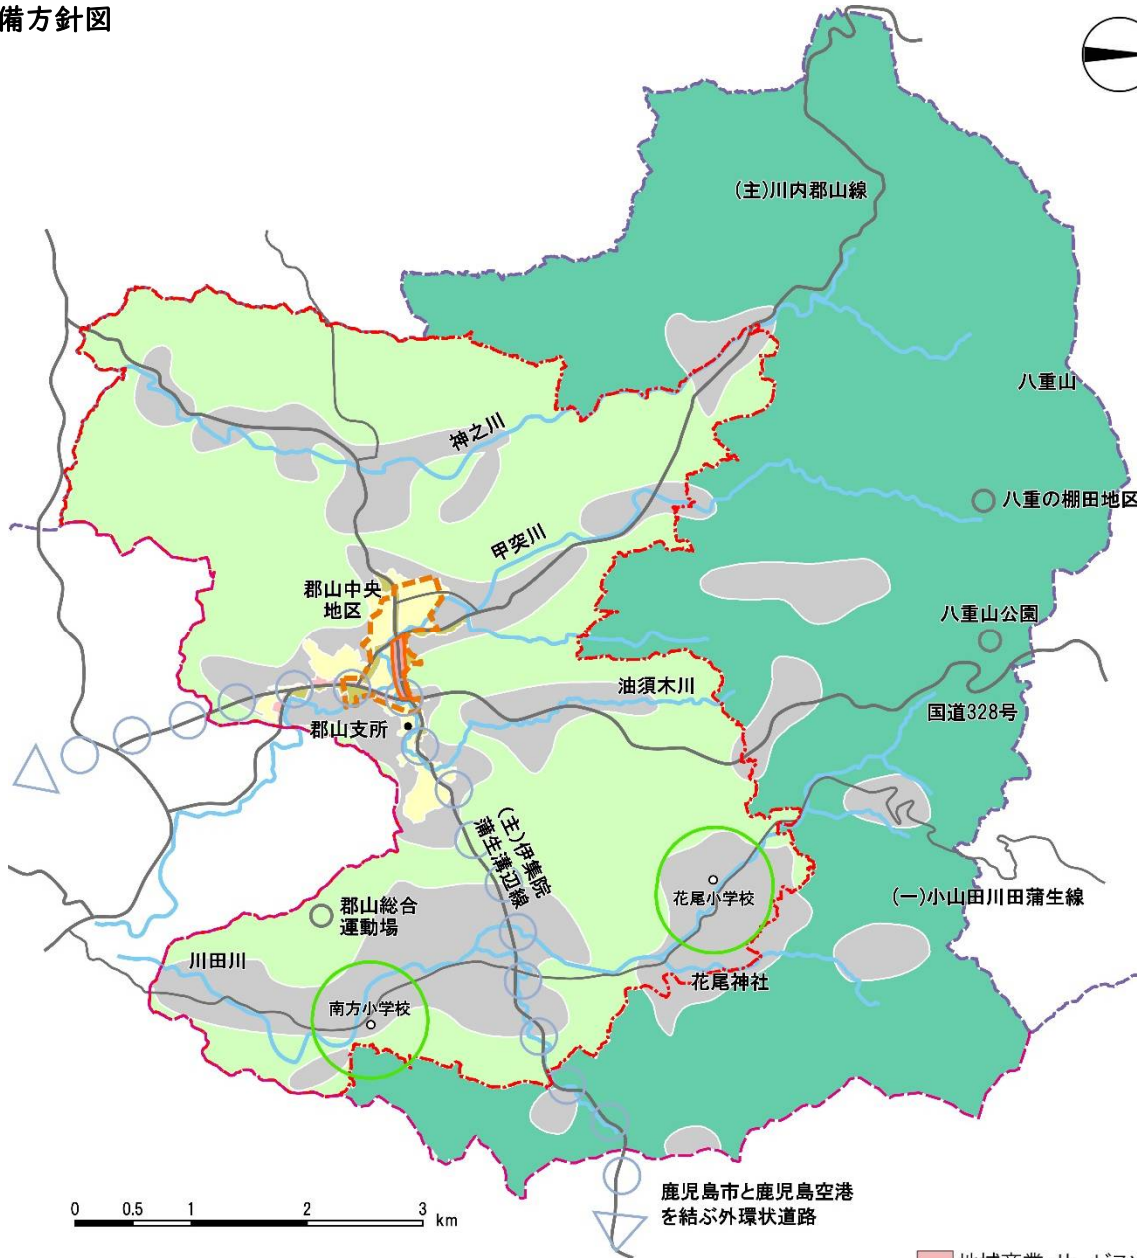 備方針図
(主)川内郡山線
八重山
神之川
八重の棚田地区
甲突川
郡山中央
地区
八重山公園
油須木川
国道328号
郡山支所
(主)伊集院
蒲生溝辺線
花尾小学校
(一)小山田川田蒲生線
郡山総合
運動場
川田川
花尾神社
南方小学校
鹿児島市と鹿児島空港
を結ぶ外環状道路
0 0.5 1 2 3
km